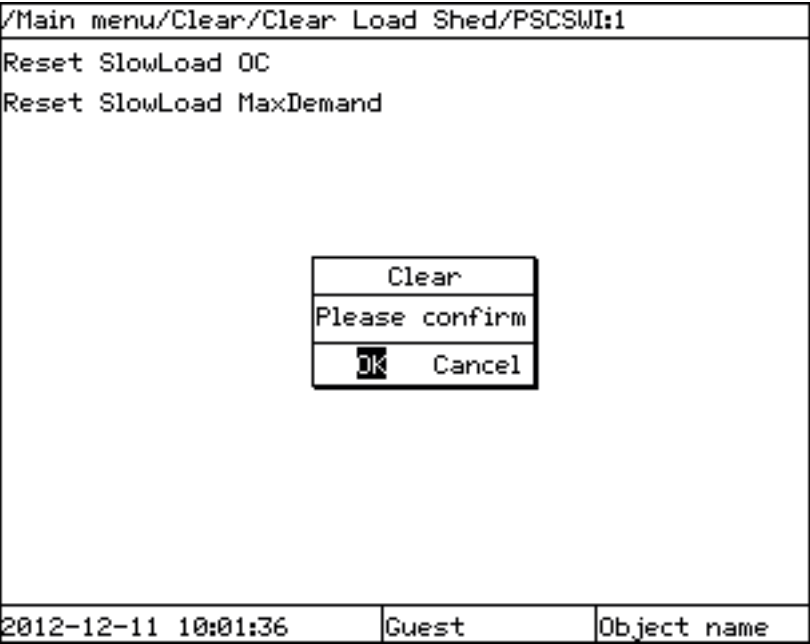 /Main menu/Clear/Clear Load Shed/PSCSWI:1
Reset SlowLoad OC
Reset SlowLoad MaxDemand
Clear
Please confirm
OK Cancel
2012-12-11 10:01:36 Guest Object name